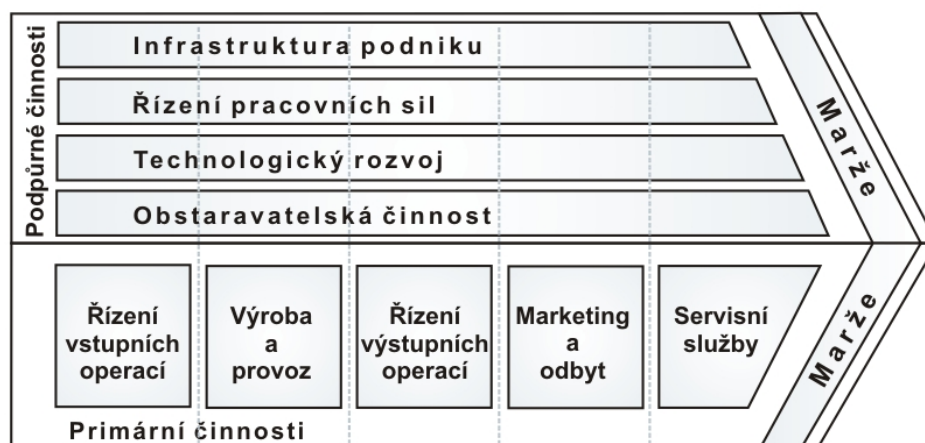 Podpůrné činnosti
Infrastruktura podniku
Řízení pracovních sil
Technologický rozvoj
Obstaravatelská činnost
Marže
Řízení
vstupních
operací
Výroba
a
provoz
Řízení
výstupních
operací
Marketing
a
odbyt
Servisní
služby
Marže
Primární činnosti